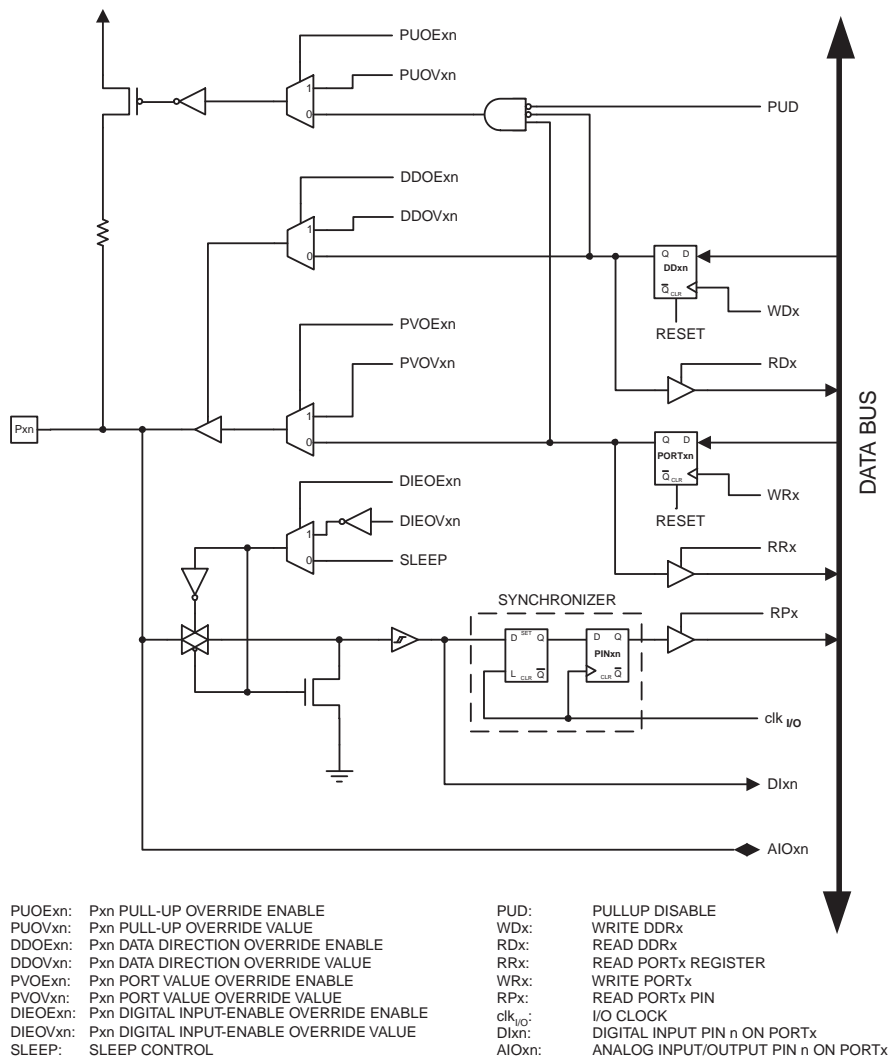 PUOExn
PUOVxn
1
0
PUD
DDOExn
DDOVxn
1
0
Q D
DDxn
Q CLR
WDx
RESET
PVOExn
PVOVxn
RDx
1
0
Pxn
Q D
PORTxn
Q CLR
WRx
RESET
DATA BUS
DIEOExn
DIEOVxn
1
0
SLEEP
RRx
SYNCHRONIZER
RPx
D SET Q
L CLR Q
D Q
PINxn
CLR Q
clk I/O
DIxn
AIOxn
PUOExn: Pxn PULL-UP OVERRIDE ENABLE
PUOVxn: Pxn PULL-UP OVERRIDE VALUE
DDOExn: Pxn DATA DIRECTION OVERRIDE ENABLE
DDOVxn: Pxn DATA DIRECTION OVERRIDE VALUE
PVOExn: Pxn PORT VALUE OVERRIDE ENABLE
PVOVxn: Pxn PORT VALUE OVERRIDE VALUE
DIEOExn: Pxn DIGITAL INPUT-ENABLE OVERRIDE ENABLE
DIEOVxn: Pxn DIGITAL INPUT-ENABLE OVERRIDE VALUE
SLEEP: SLEEP CONTROL
PUD: PULLUP DISABLE
WDx: WRITE DDRx
RDx: READ DDRx
RRx: READ PORTx REGISTER
WRx: WRITE PORTx
RPx: READ PORTx PIN
clkI/O: I/O CLOCK
DIxn: DIGITAL INPUT PIN n ON PORTx
AIOxn: ANALOG INPUT/OUTPUT PIN n ON PORTx